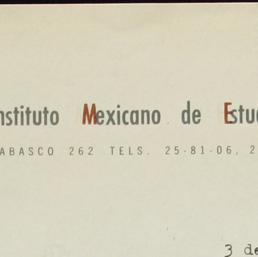 nstituto Mexicano de Estu
ABASCO 262 TELS. 25-81-06, 2
3 de